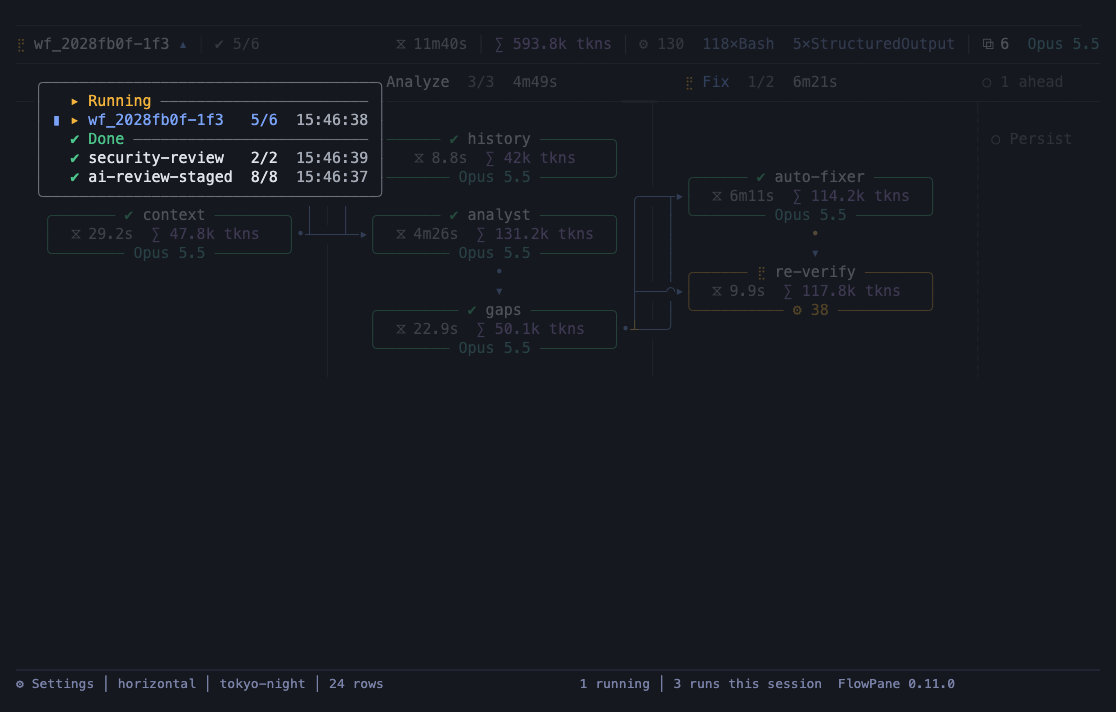 wf_2028fb0f-1f3 ▴ │ ✔ 5/6 ⧖ 11m40s │ ∑ 593.8k tkns │ ⚙ 130 118×Bash 5×StructuredOutput │ ⧉ 6 Opus 5.5
Analyze 3/3 4m49s ⣿ Fix 1/2 6m21s ○ 1 ahead
▸ Running
▸ wf_2028fb0f-1f3 5/6 15:46:38
✔ Done
✔ security-review 2/2 15:46:39
✔ ai-review-staged 8/8 15:46:37
✔ context
⧖ 29.2s ∑ 47.8k tkns
Opus 5.5
✔ history
⧖ 8.8s ∑ 42k tkns
Opus 5.5
✔ analyst
⧖ 4m26s ∑ 131.2k tkns
Opus 5.5
✔ gaps
⧖ 22.9s ∑ 50.1k tkns
Opus 5.5
✔ auto-fixer
⧖ 6m11s ∑ 114.2k tkns
Opus 5.5
⣿ re-verify
⧖ 9.9s ∑ 117.8k tkns
⚙ 38
○ Persist
⚙ Settings │ horizontal │ tokyo-night │ 24 rows 1 running │ 3 runs this session FlowPane 0.11.0